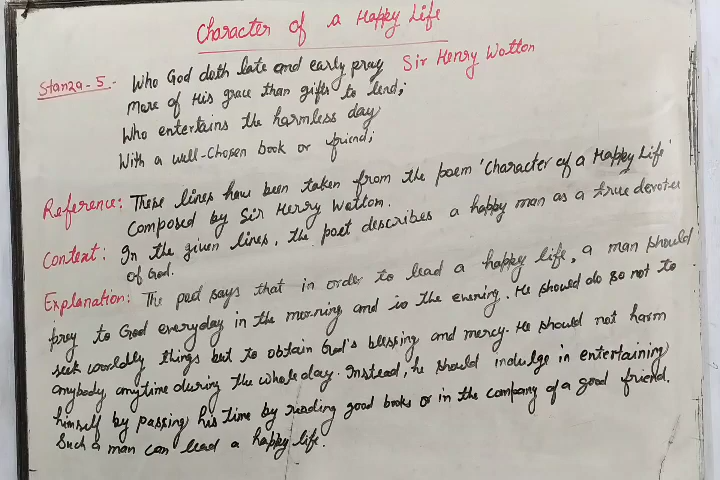 Character of a Happy Life
Sir Henry Wotton
Stanza-5.- Who God doth late and early pray
More of His grace than gifts to lend;
Who entertains the harmless day
With a well-chosen book or friend;
Reference: These lines have been taken from the poem 'Character of a Happy Life'
composed by Sir Henry Wotton.
Context: In the given lines, the poet describes a happy man as a true devotee
of God.
Explanation: The poet says that in order to lead a happy life, a man should
pray to God everyday in the morning and in the evening. He should do so not to
seek worldly things but to obtain God's blessing and mercy. He should not harm
anybody anytime during the whole day. Instead, he should indulge in entertaining
himself by passing his time by reading good books or in the company of a good friend.
Such a man can lead a happy life.